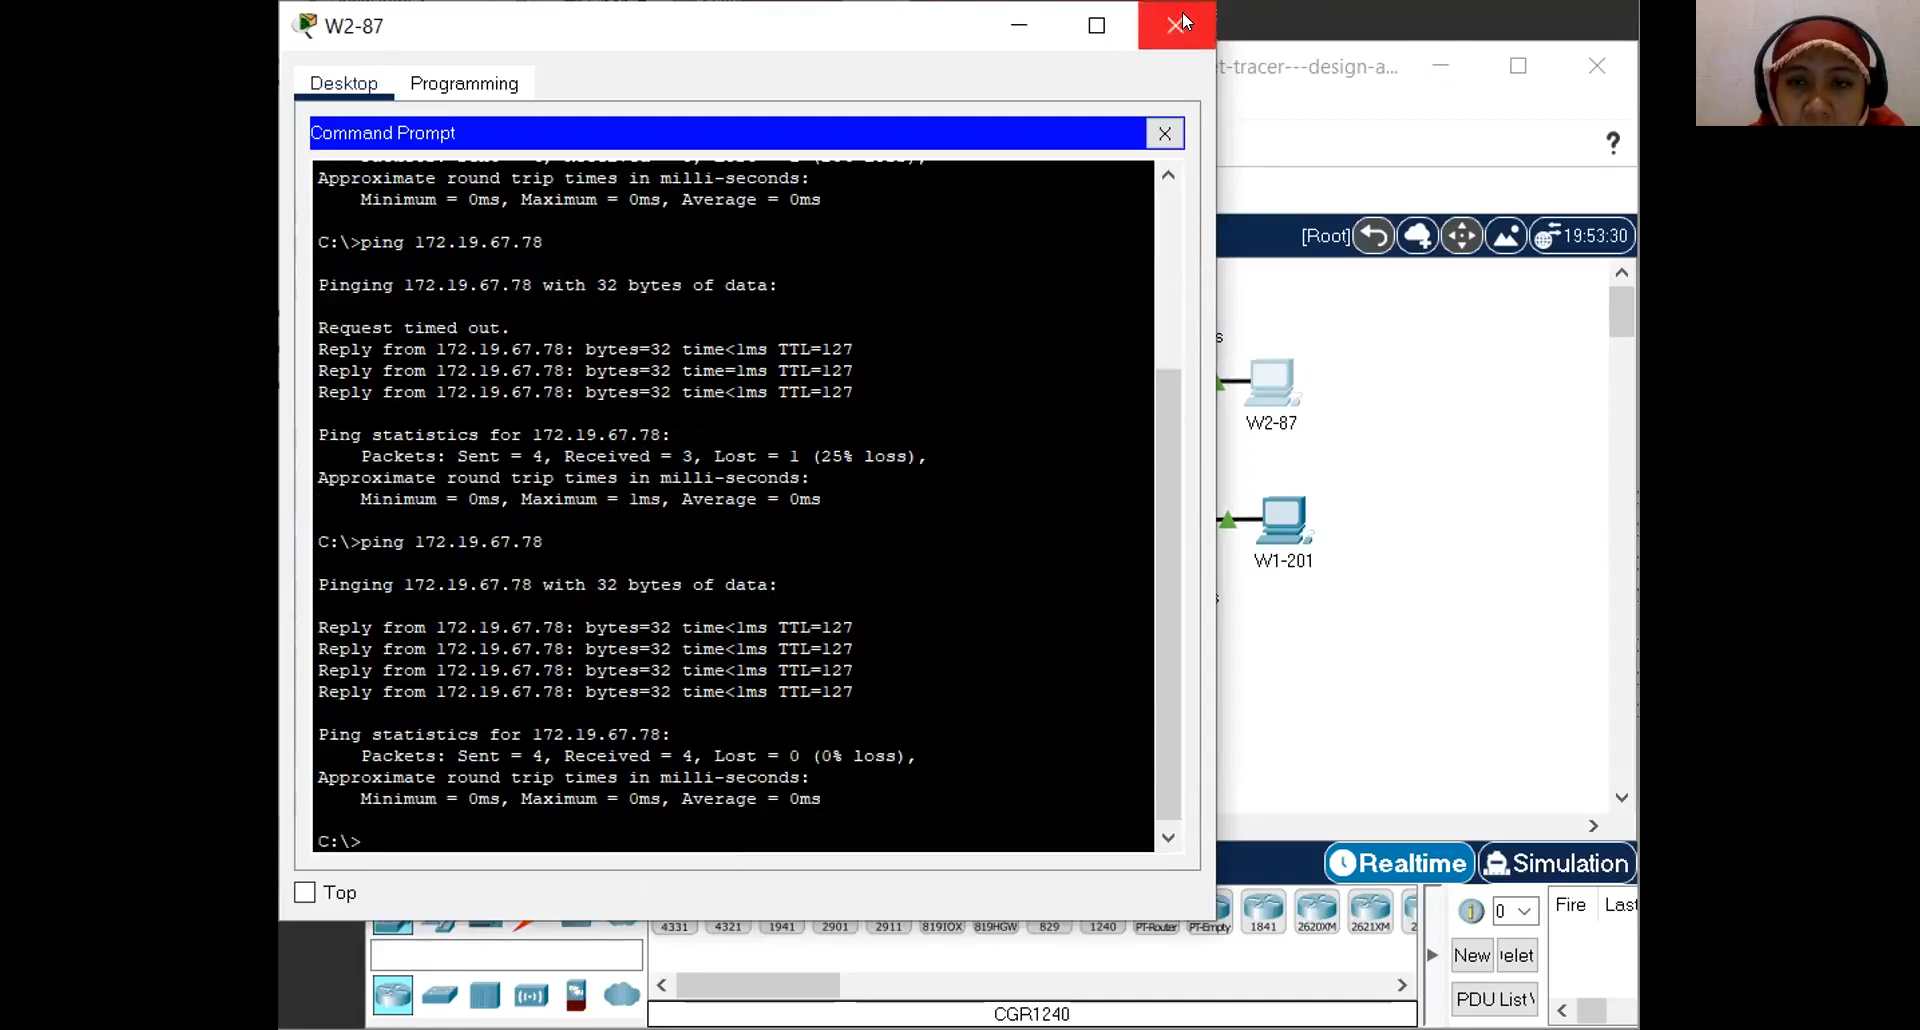 W2-87
Desktop
Programming
Command Prompt
X
Approximate round trip times in milli-seconds:
Minimum = 0ms, Maximum = 0ms, Average = 0ms
C:\>ping 172.19.67.78
Pinging 172.19.67.78 with 32 bytes of data:
Request timed out.
Reply from 172.19.67.78: bytes=32 time<1ms TTL=127
Reply from 172.19.67.78: bytes=32 time=1ms TTL=127
Reply from 172.19.67.78: bytes=32 time<1ms TTL=127
Ping statistics for 172.19.67.78:
Packets: Sent = 4, Received = 3, Lost = 1 (25% loss),
Approximate round trip times in milli-seconds:
Minimum = 0ms, Maximum = 1ms, Average = 0ms
C:\>ping 172.19.67.78
Pinging 172.19.67.78 with 32 bytes of data:
Reply from 172.19.67.78: bytes=32 time<1ms TTL=127
Reply from 172.19.67.78: bytes=32 time<1ms TTL=127
Reply from 172.19.67.78: bytes=32 time<1ms TTL=127
Reply from 172.19.67.78: bytes=32 time<1ms TTL=127
Ping statistics for 172.19.67.78:
Packets: Sent = 4, Received = 4, Lost = 0 (0% loss),
Approximate round trip times in milli-seconds:
Minimum = 0ms, Maximum = 0ms, Average = 0ms
C:\>
Top
et-tracer---design-a...
?
[Root]
19:53:30
s
W2-87
W1-201
Realtime
Simulation
4331 4321 1941 2901 2911 819IOX 819HGW 829 1240 PT-Router PT-Empty 1841 2620XM 2621XM 2
0
Fire
Last
New
elet
PDU List
CGR1240